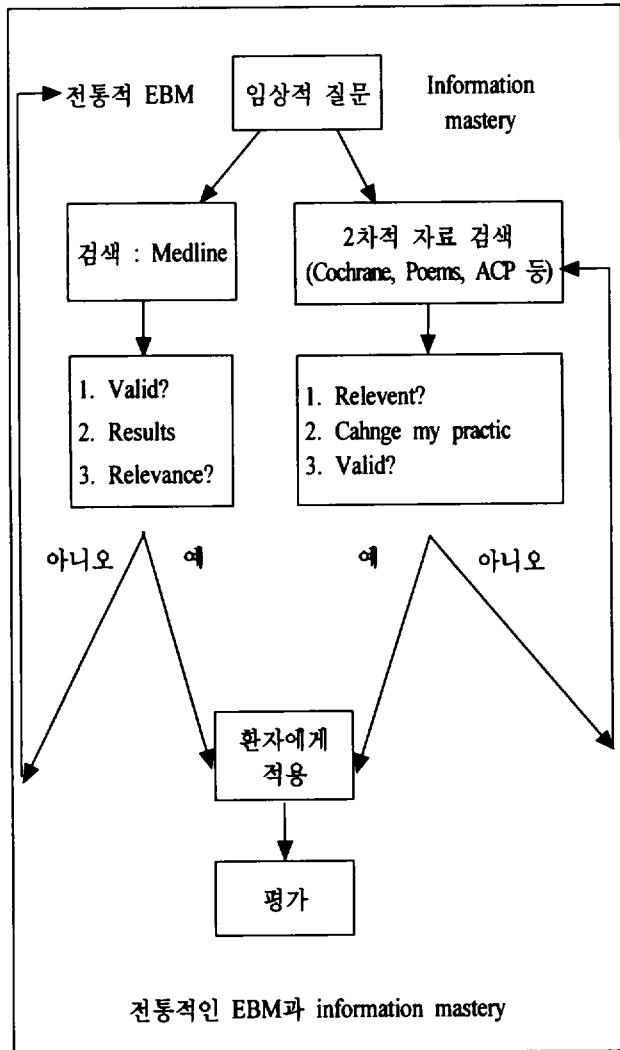 전통적 EBM
임상적 질문
Information
mastery
검색 : Medline
2차적 자료 검색
(Cochrane, Poems, ACP 등)
1. Valid?
2. Results
3. Relevance?
1. Relevent?
2. Cahnge my practic
3. Valid?
아니오
예
예
아니오
환자에게
적용
평가
전통적인 EBM과 information mastery